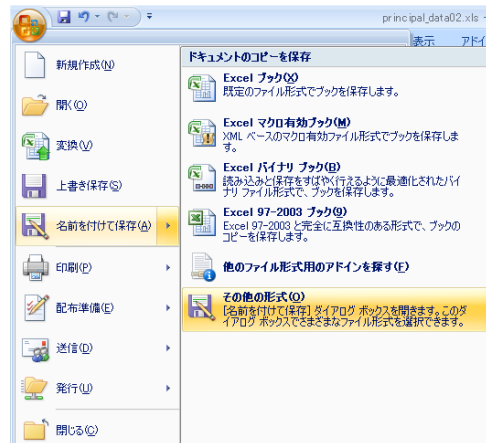 principal_data02.xls -
表示
新規作成(N)
開く(O)
変換(V)
上書き保存(S)
名前を付けて保存(A)
印刷(P)
配布準備(E)
送信(D)
発行(U)
閉じる(C)
ドキュメントのコピーを保存
Excel ブック(X)
既定のファイル形式でブックを保存します。
Excel マクロ有効ブック(M)
XML ベースのマクロ有効ファイル形式でブックを保存しま
す。
Excel バイナリ ブック(B)
読み込みと保存をすばやく行えるように最適化されたバイ
ナリ ファイル形式で、ブックを保存します。
Excel 97-2003 ブック(9)
Excel 97-2003 と完全に互換性のある形式で、ブックの
コピーを保存します。
他のファイル形式用のアドインを探す(F)
その他の形式(O)
[名前を付けて保存] ダイアログ ボックスを開きます。このダ
イアログ ボックスでさまざまなファイル形式を選択できます。